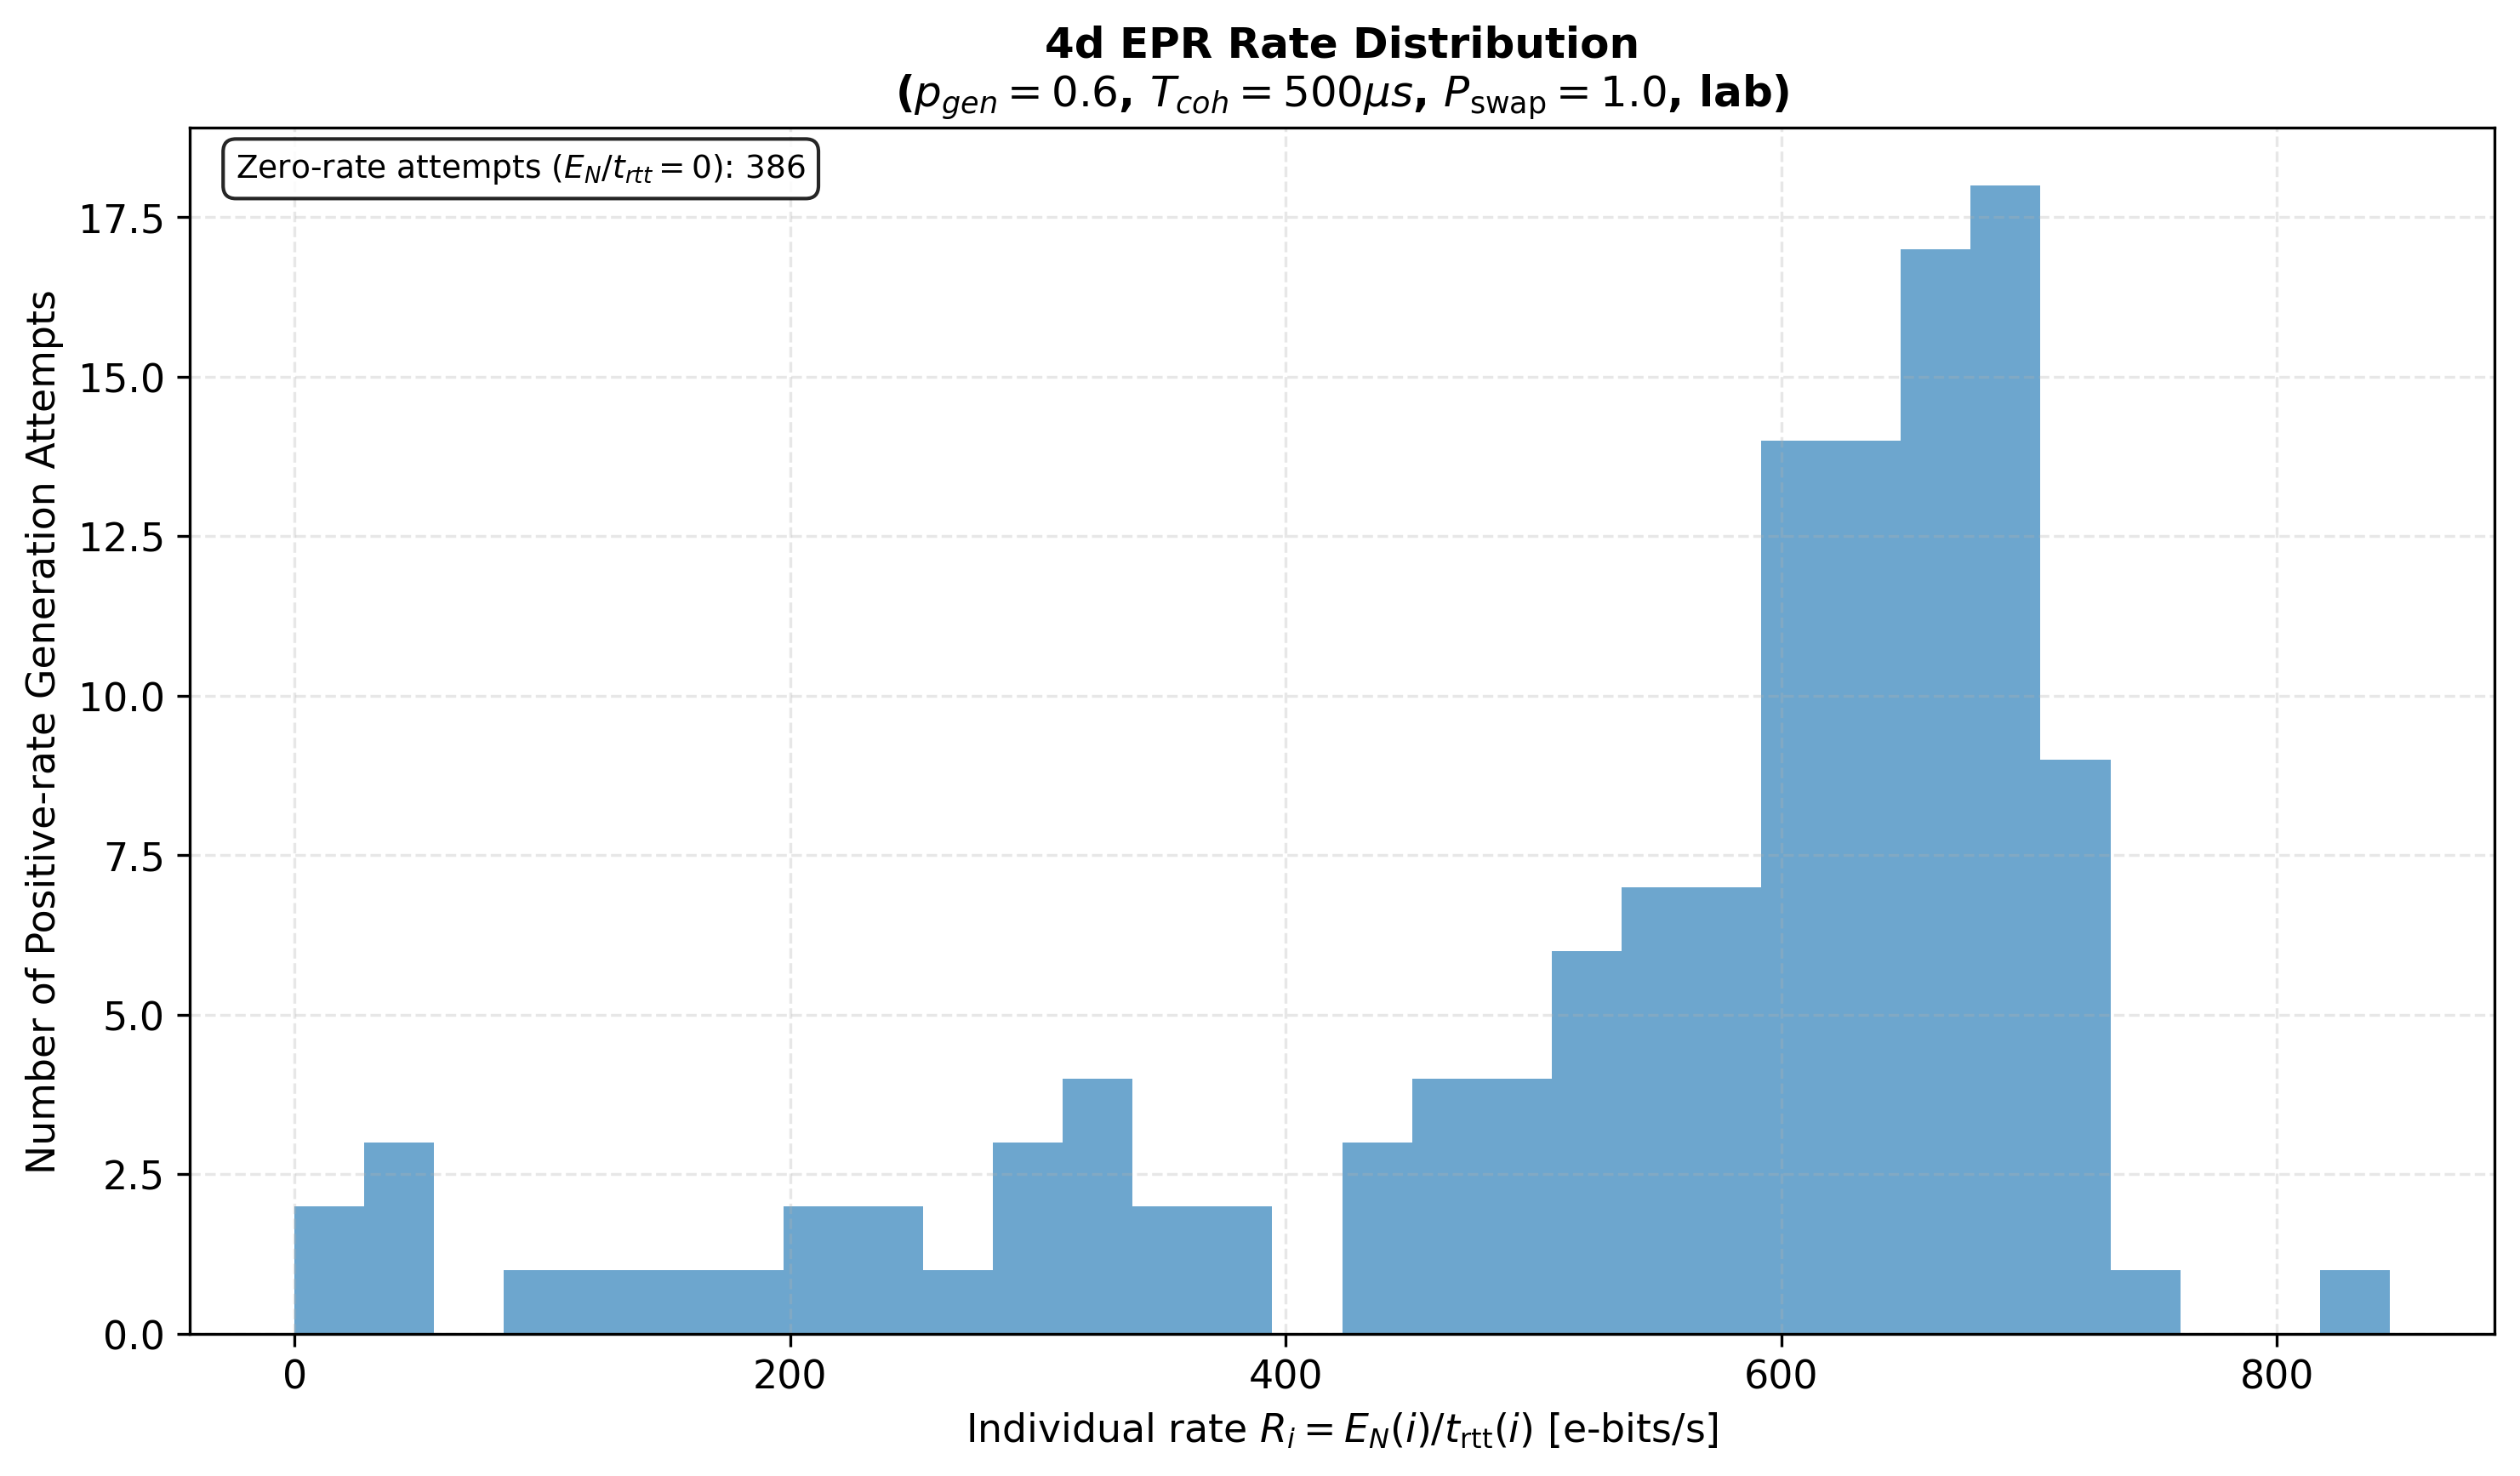 4d EPR Rate Distribution
(p_gen = 0.6, T_coh = 500μs, P_swap = 1.0, lab)
Zero-rate attempts (E_N/t_rtt = 0): 386
Number of Positive-rate Generation Attempts
17.5
15.0
12.5
10.0
7.5
5.0
2.5
0.0
0 200 400 600 800
Individual rate R_i = E_N(i)/t_rtt(i) [e-bits/s]